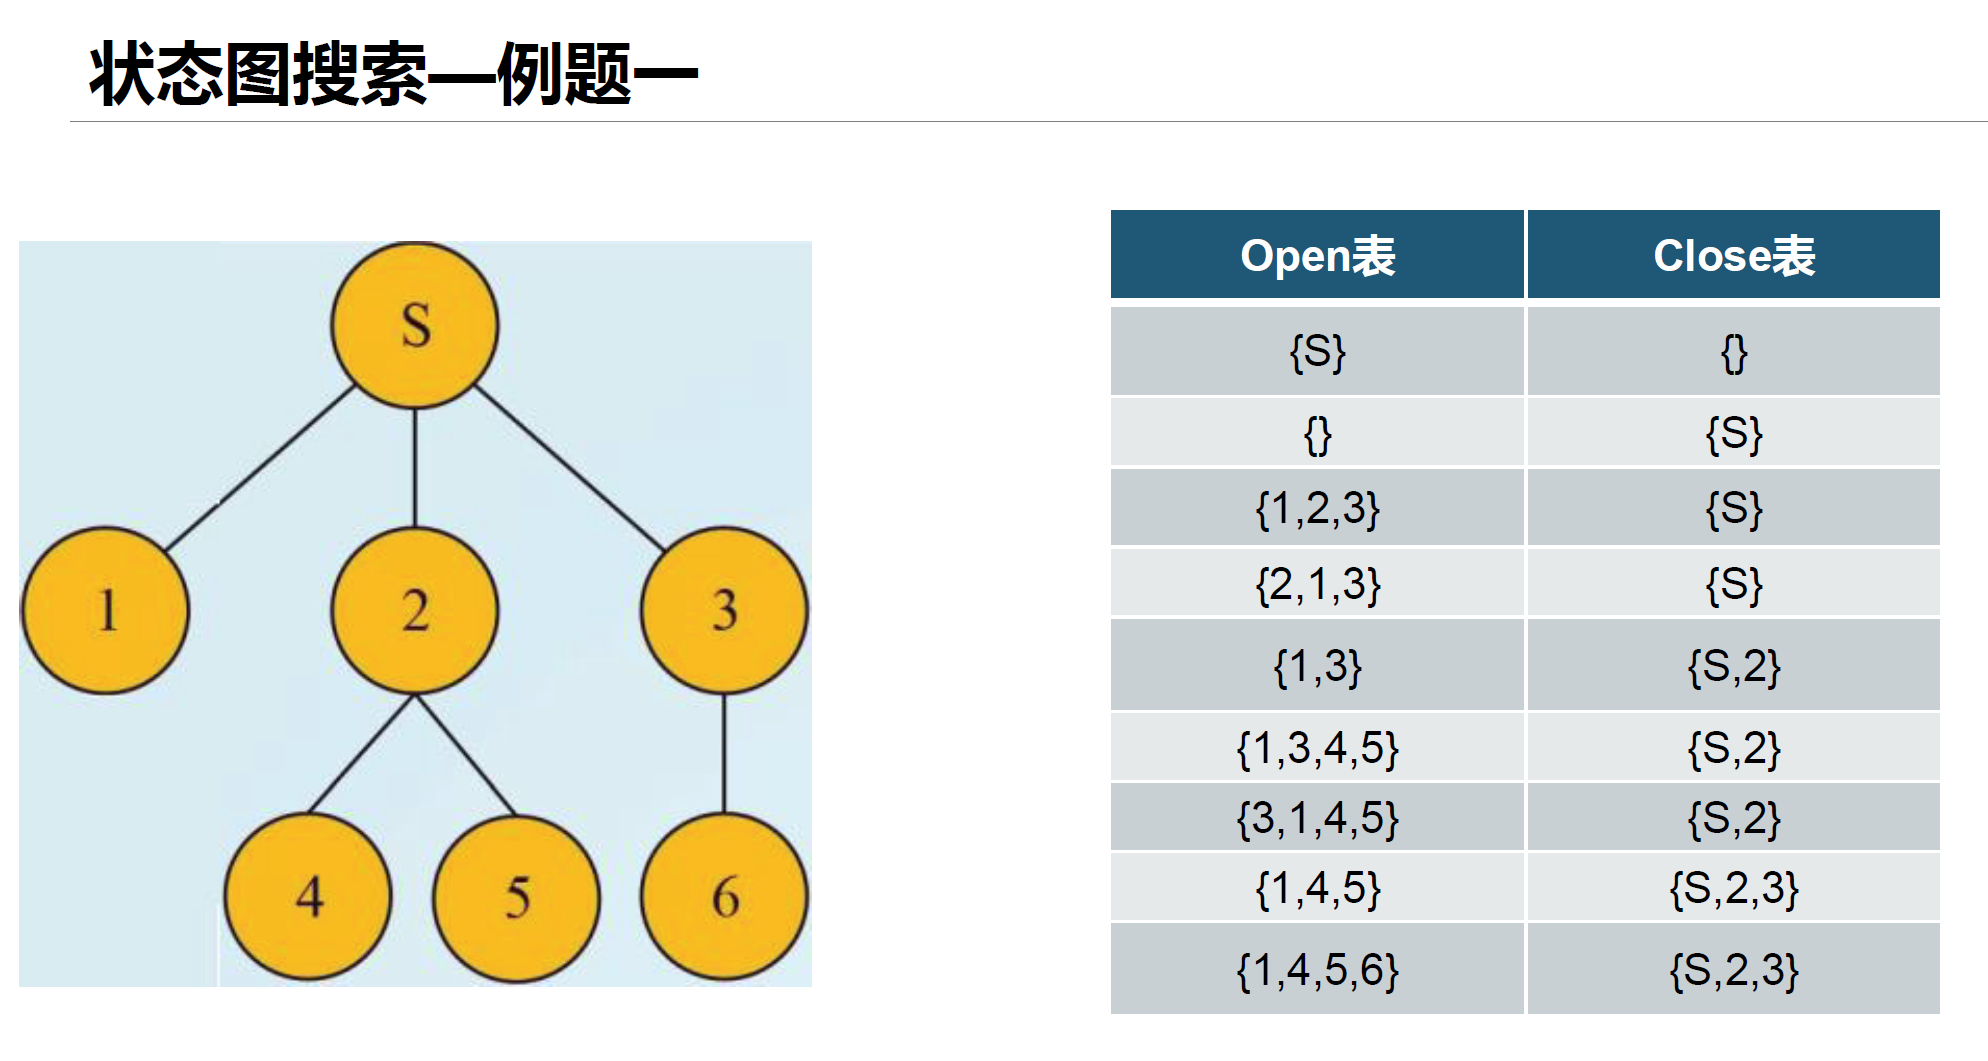 状态图搜索—例题一
S
1 2 3
4 5 6
Open表 Close表
{S} {}
{} {S}
{1,2,3} {S}
{2,1,3} {S}
{1,3} {S,2}
{1,3,4,5} {S,2}
{3,1,4,5} {S,2}
{1,4,5} {S,2,3}
{1,4,5,6} {S,2,3}